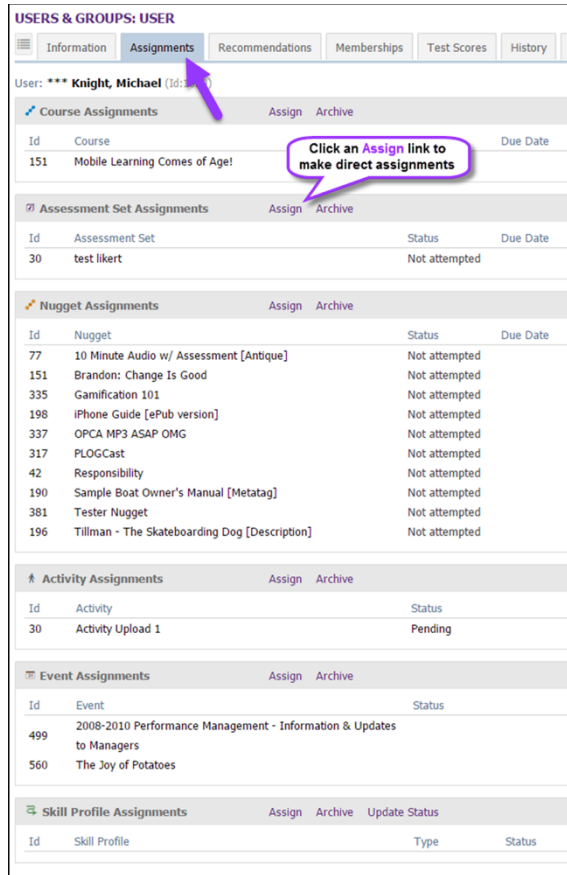 USERS & GROUPS: USER
Information Assignments Recommendations Memberships Test Scores History
User: *** Knight, Michael (Id:
Course Assignments Assign Archive
Id Course Due Date
151 Mobile Learning Comes of Age!
Click an Assign link to
make direct assignments
Assessment Set Assignments Assign Archive
Id Assessment Set Status Due Date
30 test likert Not attempted
Nugget Assignments Assign Archive
Id Nugget Status Due Date
77 10 Minute Audio w/ Assessment [Antique] Not attempted
151 Brandon: Change Is Good Not attempted
335 Gamification 101 Not attempted
198 iPhone Guide [ePub version] Not attempted
337 OPCA MP3 ASAP OMG Not attempted
317 PLOGCast Not attempted
42 Responsibility Not attempted
190 Sample Boat Owner's Manual [Metatag] Not attempted
381 Tester Nugget Not attempted
196 Tillman - The Skateboarding Dog [Description] Not attempted
Activity Assignments Assign Archive
Id Activity Status
30 Activity Upload 1 Pending
Event Assignments Assign Archive
Id Event Status
499 2008-2010 Performance Management - Information & Updates
to Managers
560 The Joy of Potatoes
Skill Profile Assignments Assign Archive Update Status
Id Skill Profile Type Status